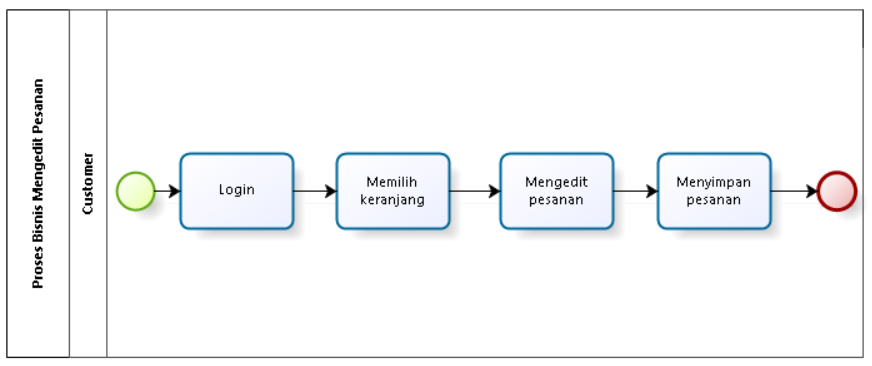 Proses Bisnis Mengedit Pesanan
Customer
Login
Memilih
keranjang
Mengedit
pesanan
Menyimpan
pesanan